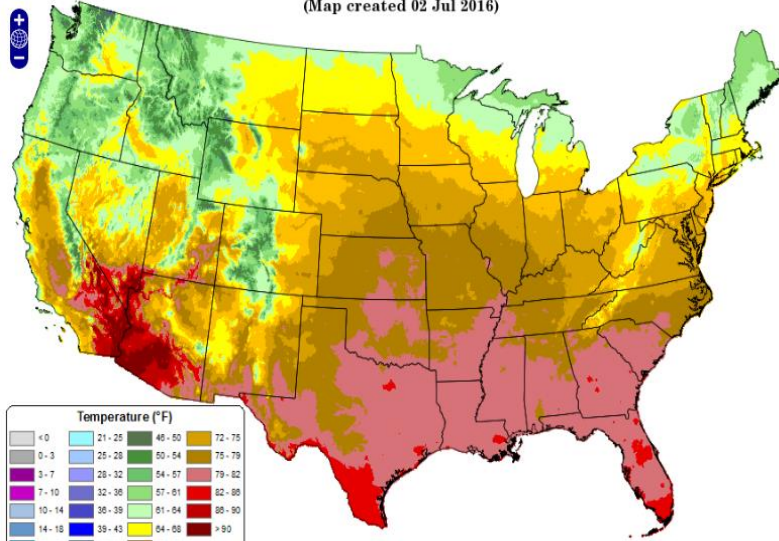 (Map created 02 Jul 2016)
Temperature (°F)
< 0
21 - 25
46 - 50
72 - 75
0 - 3
25 - 28
50 - 54
75 - 79
3 - 7
28 - 32
54 - 57
79 - 82
7 - 10
32 - 36
57 - 61
82 - 86
10 - 14
36 - 39
61 - 64
86 - 90
14 - 18
39 - 43
64 - 68
> 90